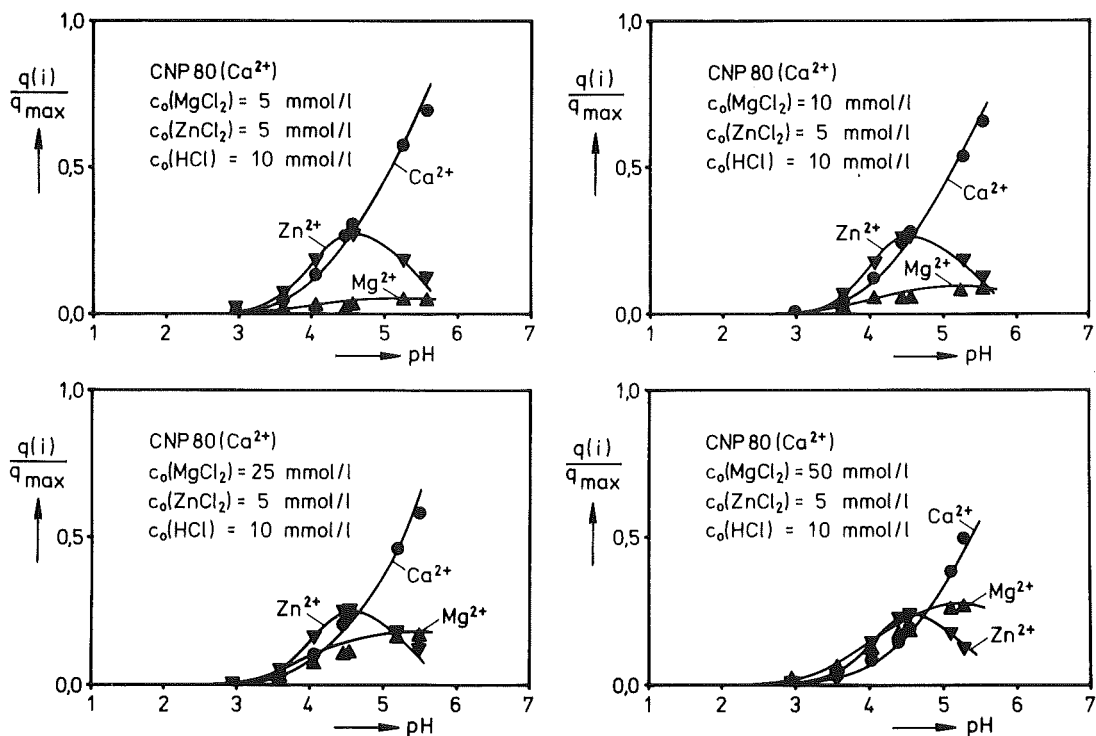 1,0
q(i)
q max
CNP 80 (Ca²⁺)
c₀(MgCl₂) = 5 mmol/l
c₀(ZnCl₂) = 5 mmol/l
c₀(HCl) = 10 mmol/l
0,5
Ca²⁺
Zn²⁺
Mg²⁺
0,0
1 2 3 4 5 6 7
pH
1,0
q(i)
q max
CNP 80 (Ca²⁺)
c₀(MgCl₂) = 10 mmol/l
c₀(ZnCl₂) = 5 mmol/l
c₀(HCl) = 10 mmol/l
0,5
Ca²⁺
Zn²⁺
Mg²⁺
0,0
1 2 3 4 5 6 7
pH
1,0
q(i)
q max
CNP 80 (Ca²⁺)
c₀(MgCl₂) = 25 mmol/l
c₀(ZnCl₂) = 5 mmol/l
c₀(HCl) = 10 mmol/l
0,5
Ca²⁺
Zn²⁺
Mg²⁺
0,0
1 2 3 4 5 6 7
pH
1,0
q(i)
q max
CNP 80 (Ca²⁺)
c₀(MgCl₂) = 50 mmol/l
c₀(ZnCl₂) = 5 mmol/l
c₀(HCl) = 10 mmol/l
Ca²⁺
0,5
Mg²⁺
Zn²⁺
0,0
1 2 3 4 5 6 7
pH